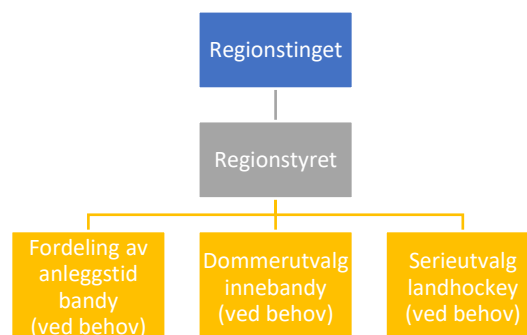 Regionstinget
Regionstyret
Fordeling av
anleggstid
bandy
(ved behov)
Dommerutvalg
innebandy
(ved behov)
Serieutvalg
landhockey
(ved behov)